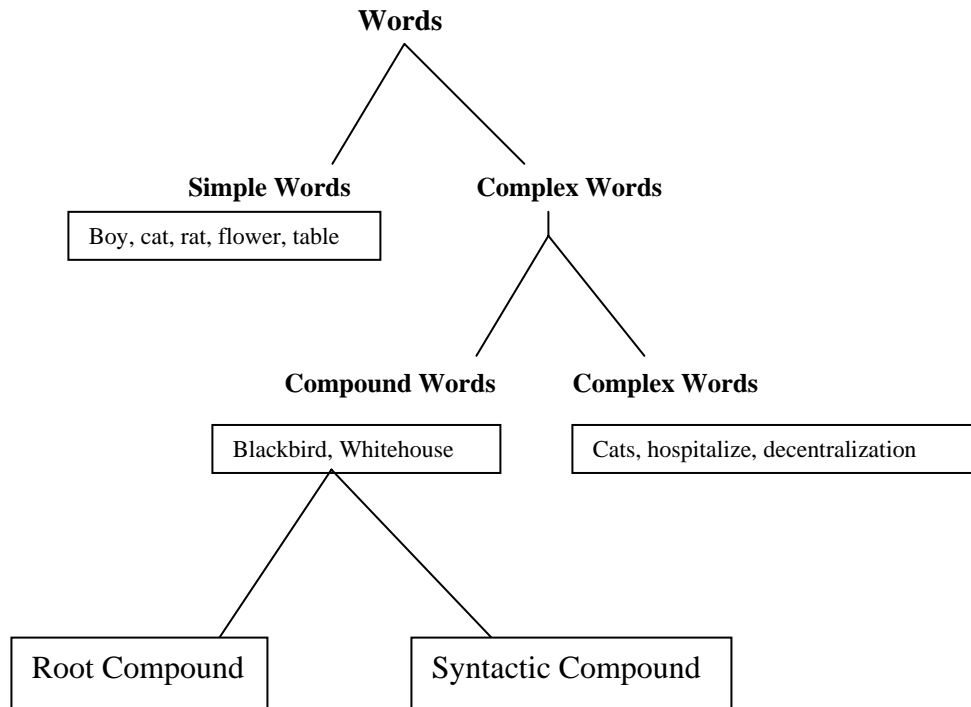 Words
Simple Words
Complex Words
Boy, cat, rat, flower, table
Compound Words
Complex Words
Blackbird, Whitehouse
Cats, hospitalize, decentralization
Root Compound
Syntactic Compound